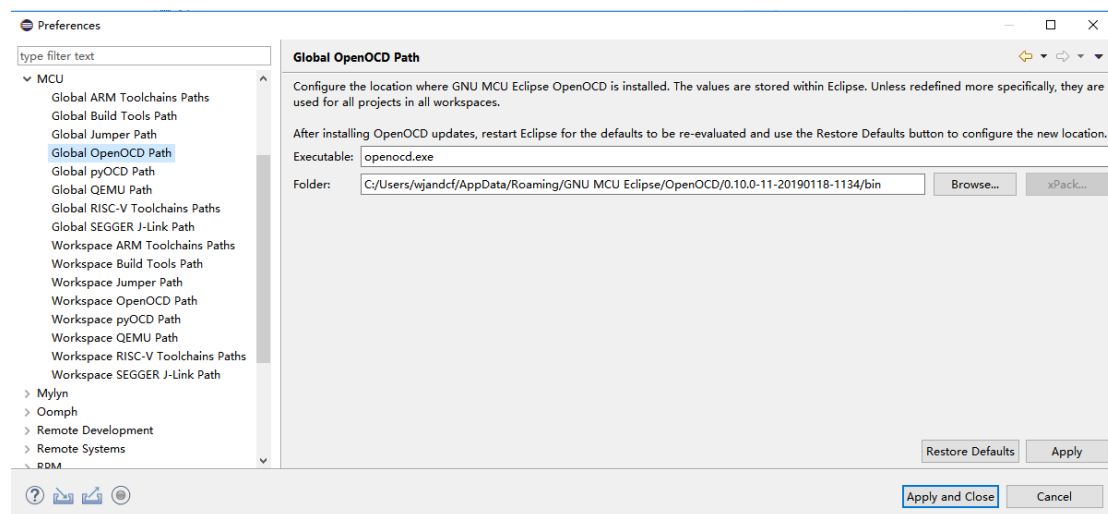 Preferences
type filter text
MCU
Global ARM Toolchains Paths
Global Build Tools Path
Global Jumper Path
Global OpenOCD Path
Global pyOCD Path
Global QEMU Path
Global RISC-V Toolchains Paths
Global SEGGER J-Link Path
Workspace ARM Toolchains Paths
Workspace Build Tools Path
Workspace Jumper Path
Workspace OpenOCD Path
Workspace pyOCD Path
Workspace QEMU Path
Workspace RISC-V Toolchains Paths
Workspace SEGGER J-Link Path
Mylyn
Oomph
Remote Development
Remote Systems
RPM
Global OpenOCD Path
Configure the location where GNU MCU Eclipse OpenOCD is installed. The values are stored within Eclipse. Unless redefined more specifically, they are
used for all projects in all workspaces.
After installing OpenOCD updates, restart Eclipse for the defaults to be re-evaluated and use the Restore Defaults button to configure the new location.
Executable: openocd.exe
Folder: C:/Users/wjandcf/AppData/Roaming/GNU MCU Eclipse/OpenOCD/0.10.0-11-20190118-1134/bin Browse... xPack...
Restore Defaults Apply
Apply and Close Cancel